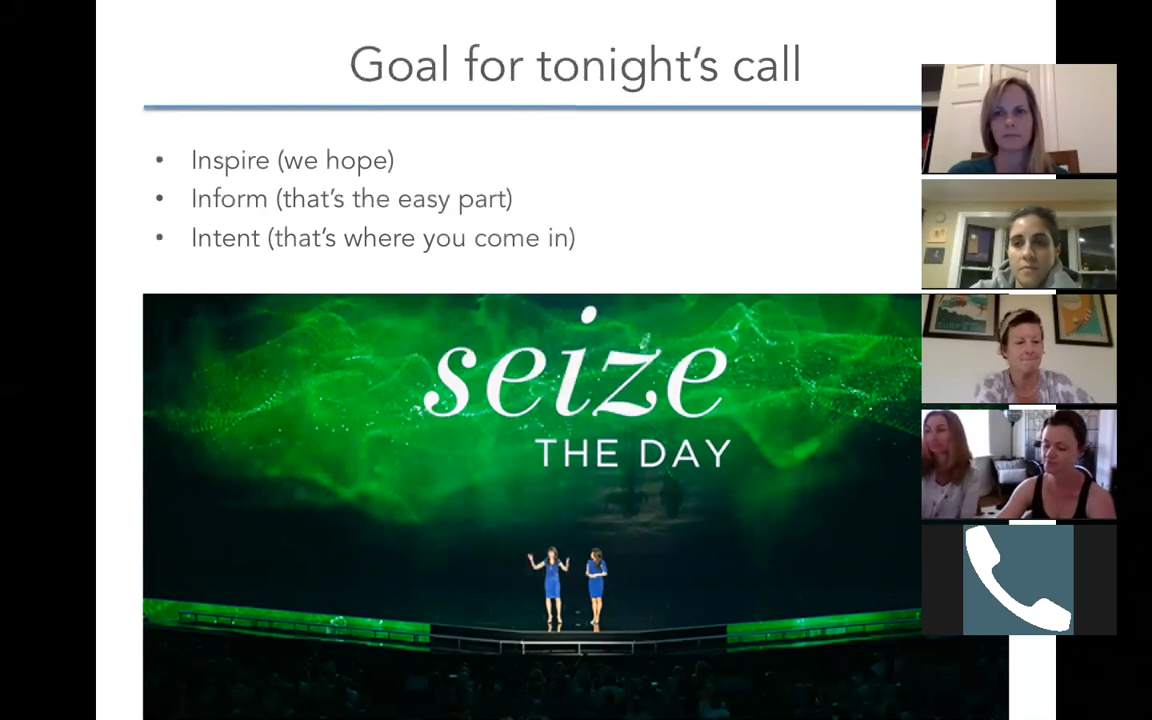 Goal for tonight's call
• Inspire (we hope)
• Inform (that's the easy part)
• Intent (that's where you come in)
seize
THE DAY